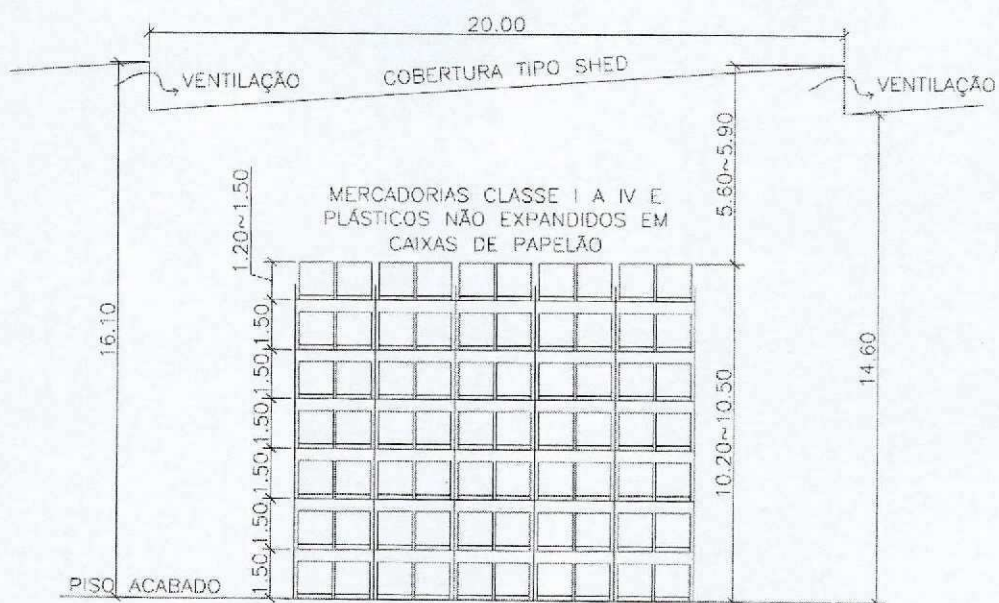 20.00
VENTILAÇÃO
COBERTURA TIPO SHED
VENTILAÇÃO
5.60~5.90
1.20~1.50
MERCADORIAS CLASSE I A IV E
PLÁSTICOS NÃO EXPANDIDOS EM
CAIXAS DE PAPELÃO
16.10
1.50
1.50
1.50
1.50
1.50
1.50
10.20~10.50
14.60
PISO ACABADO